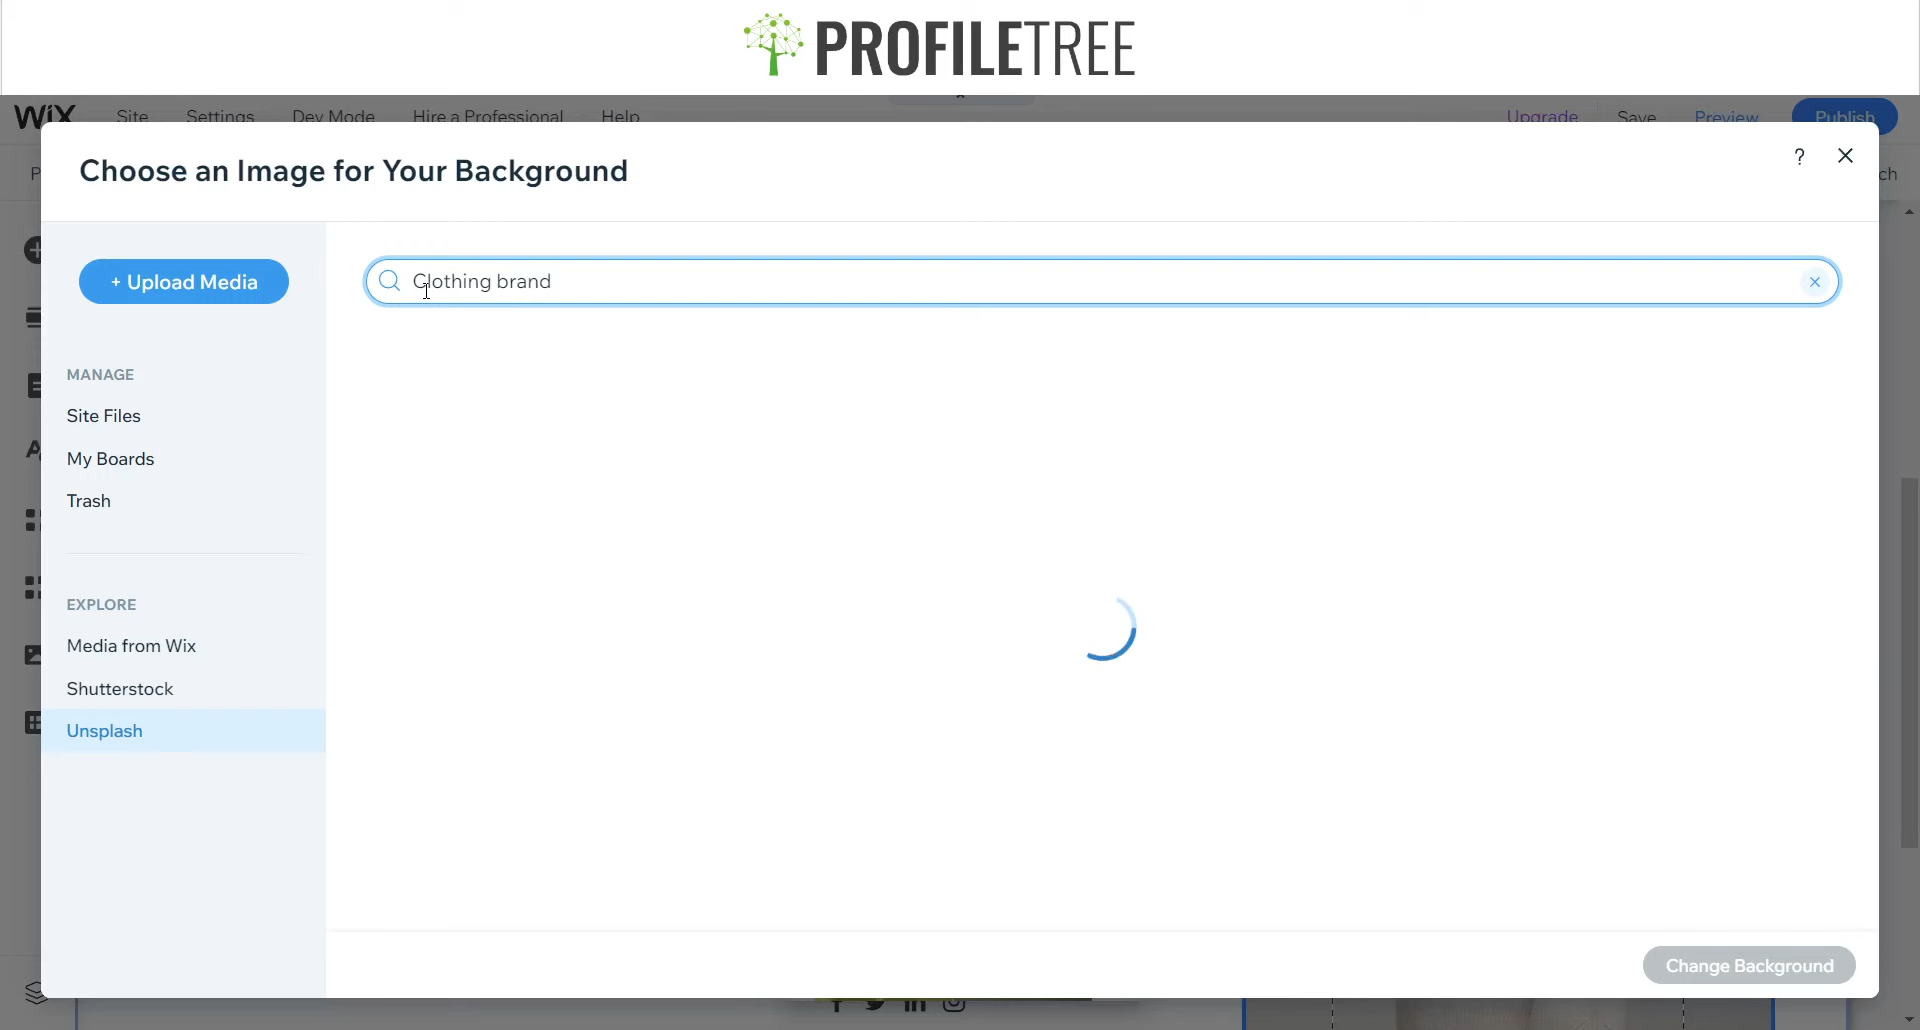 PROFILETREE
WiX Site Settings Dev Mode Hire a Professional Help Upgrade Save Preview Publish
Choose an Image for Your Background ?
+ Upload Media
Clothing brand
MANAGE
Site Files
My Boards
Trash
EXPLORE
Media from Wix
Shutterstock
Unsplash
Change Background